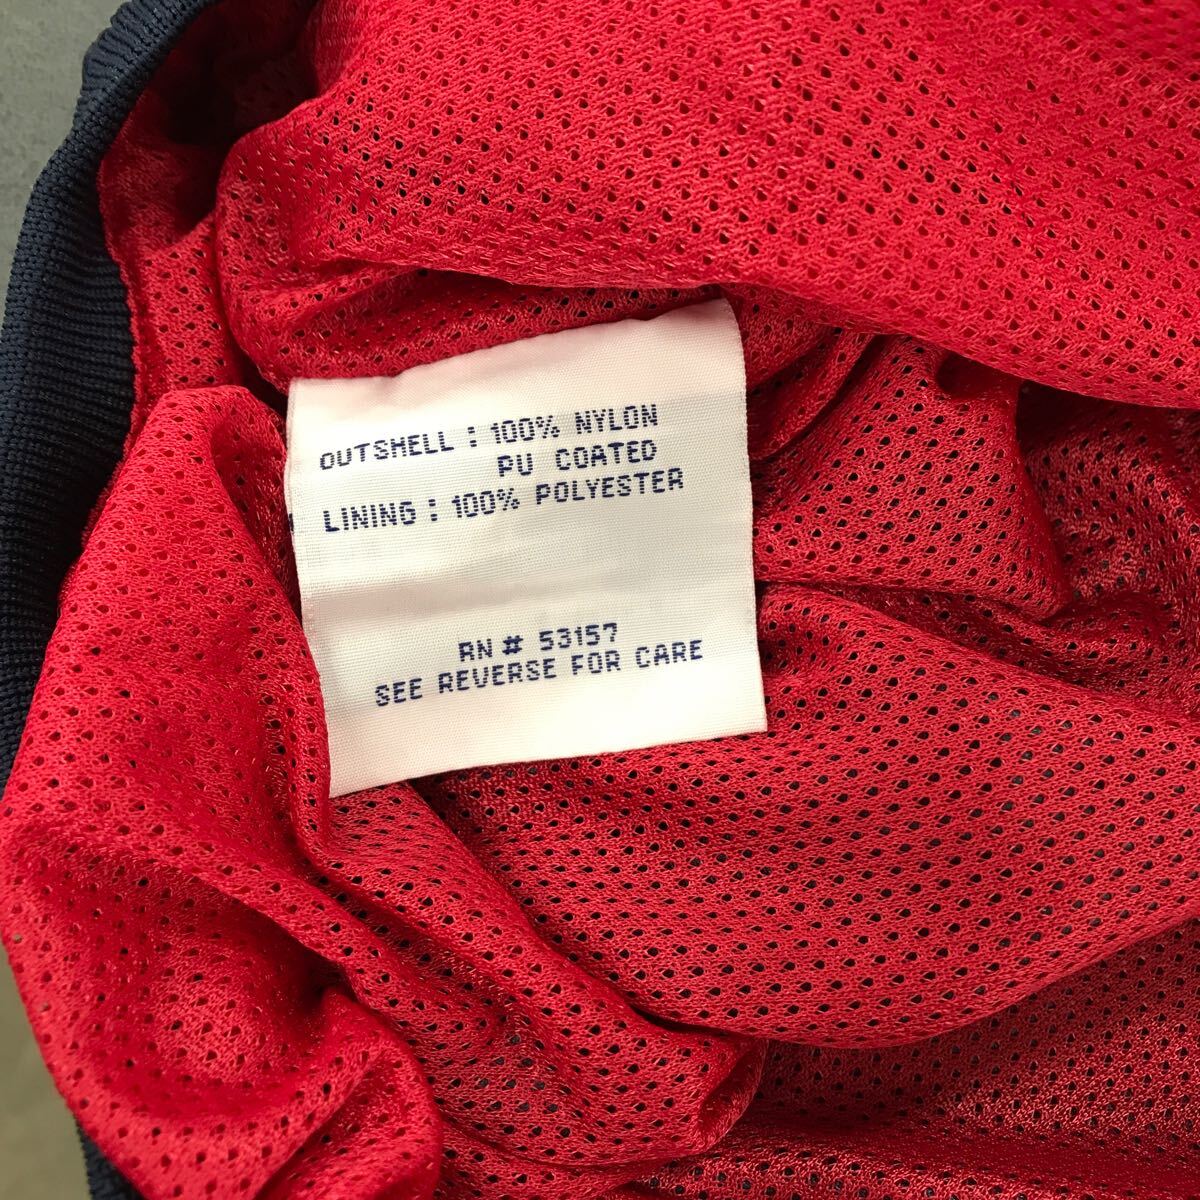 OUTSHELL : 100% NYLON
PU COATED
LINING : 100% POLYESTER
RN # 53157
SEE REVERSE FOR CARE